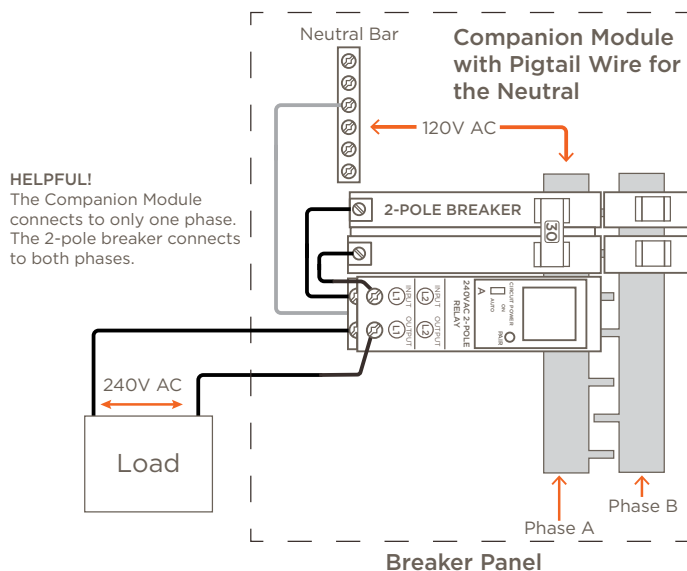 Neutral Bar
Companion Module
with Pigtail Wire for
the Neutral
120V AC
HELPFUL!
The Companion Module
connects to only one phase.
The 2-pole breaker connects
to both phases.
2-POLE BREAKER
30
L1
INPUT
L2
INPUT
L1
OUTPUT
L2
OUTPUT
240VAC 2-POLE
RELAY
A
CIRCUIT POWER
ON
AUTO
PAIR
240V AC
Load
Phase A
Phase B
Breaker Panel